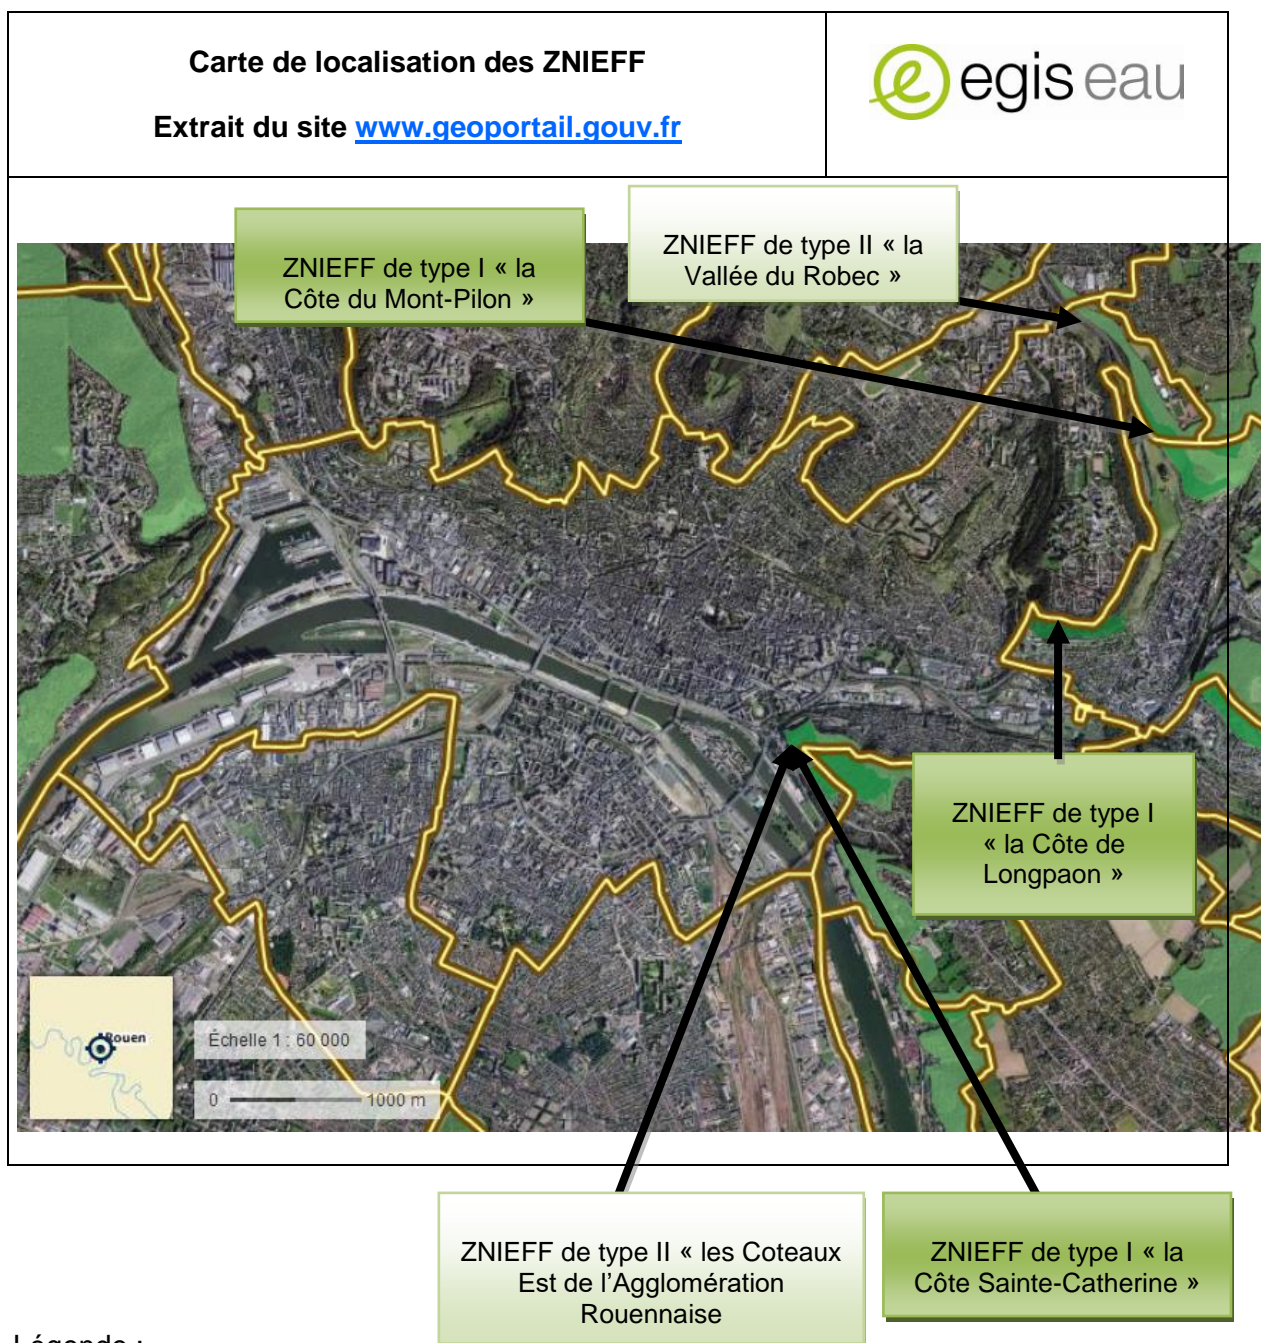 Carte de localisation des ZNIEFF
Extrait du site www.geoportail.gouv.fr
egis eau
ZNIEFF de type I « la
Côte du Mont-Pilon »
ZNIEFF de type II « la
Vallée du Robec »
ZNIEFF de type I
« la Côte de
Longpaon »
Rouen
Échelle 1 : 60 000
0 1000 m
ZNIEFF de type II « les Coteaux
Est de l'Agglomération
Rouennaise
ZNIEFF de type I « la
Côte Sainte-Catherine »
Légende :